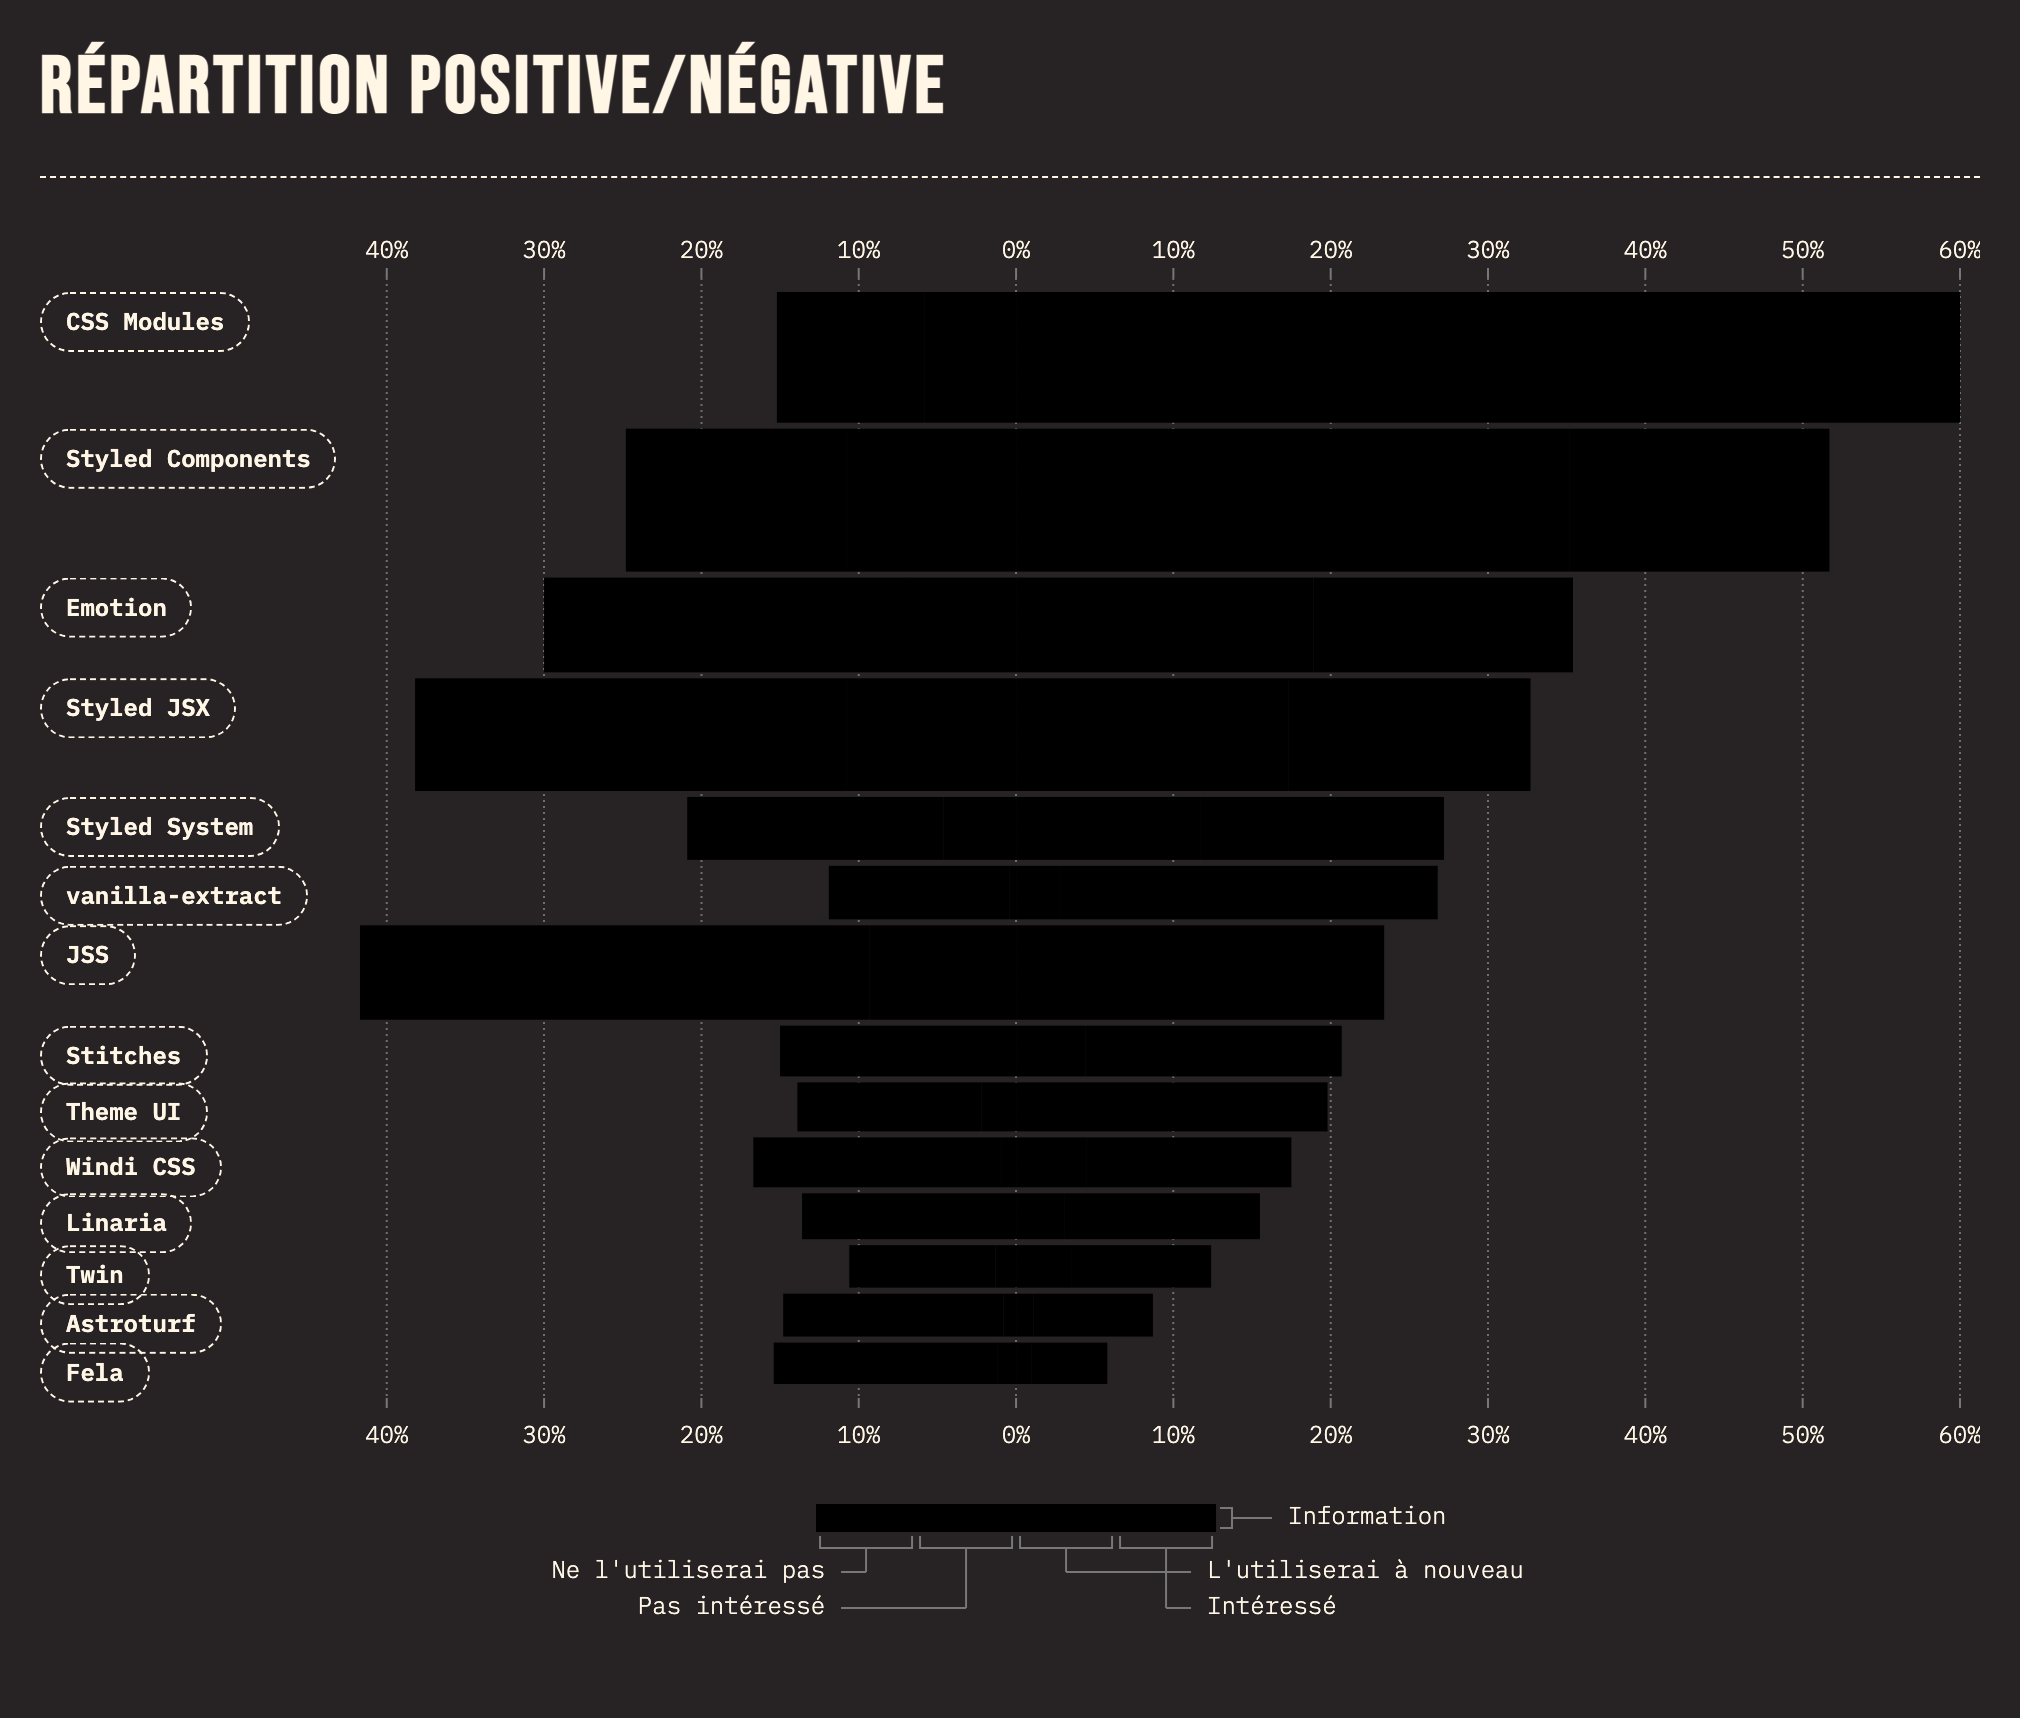 RÉPARTITION POSITIVE/NÉGATIVE
40% 30% 20% 10% 0% 10% 20% 30% 40% 50% 60%
CSS Modules
Styled Components
Emotion
Styled JSX
Styled System
vanilla-extract
JSS
Stitches
Theme UI
Windi CSS
Linaria
Twin
Astroturf
Fela
40% 30% 20% 10% 0% 10% 20% 30% 40% 50% 60%
Information
Ne l'utiliserai pas L'utiliserai à nouveau
Pas intéressé Intéressé